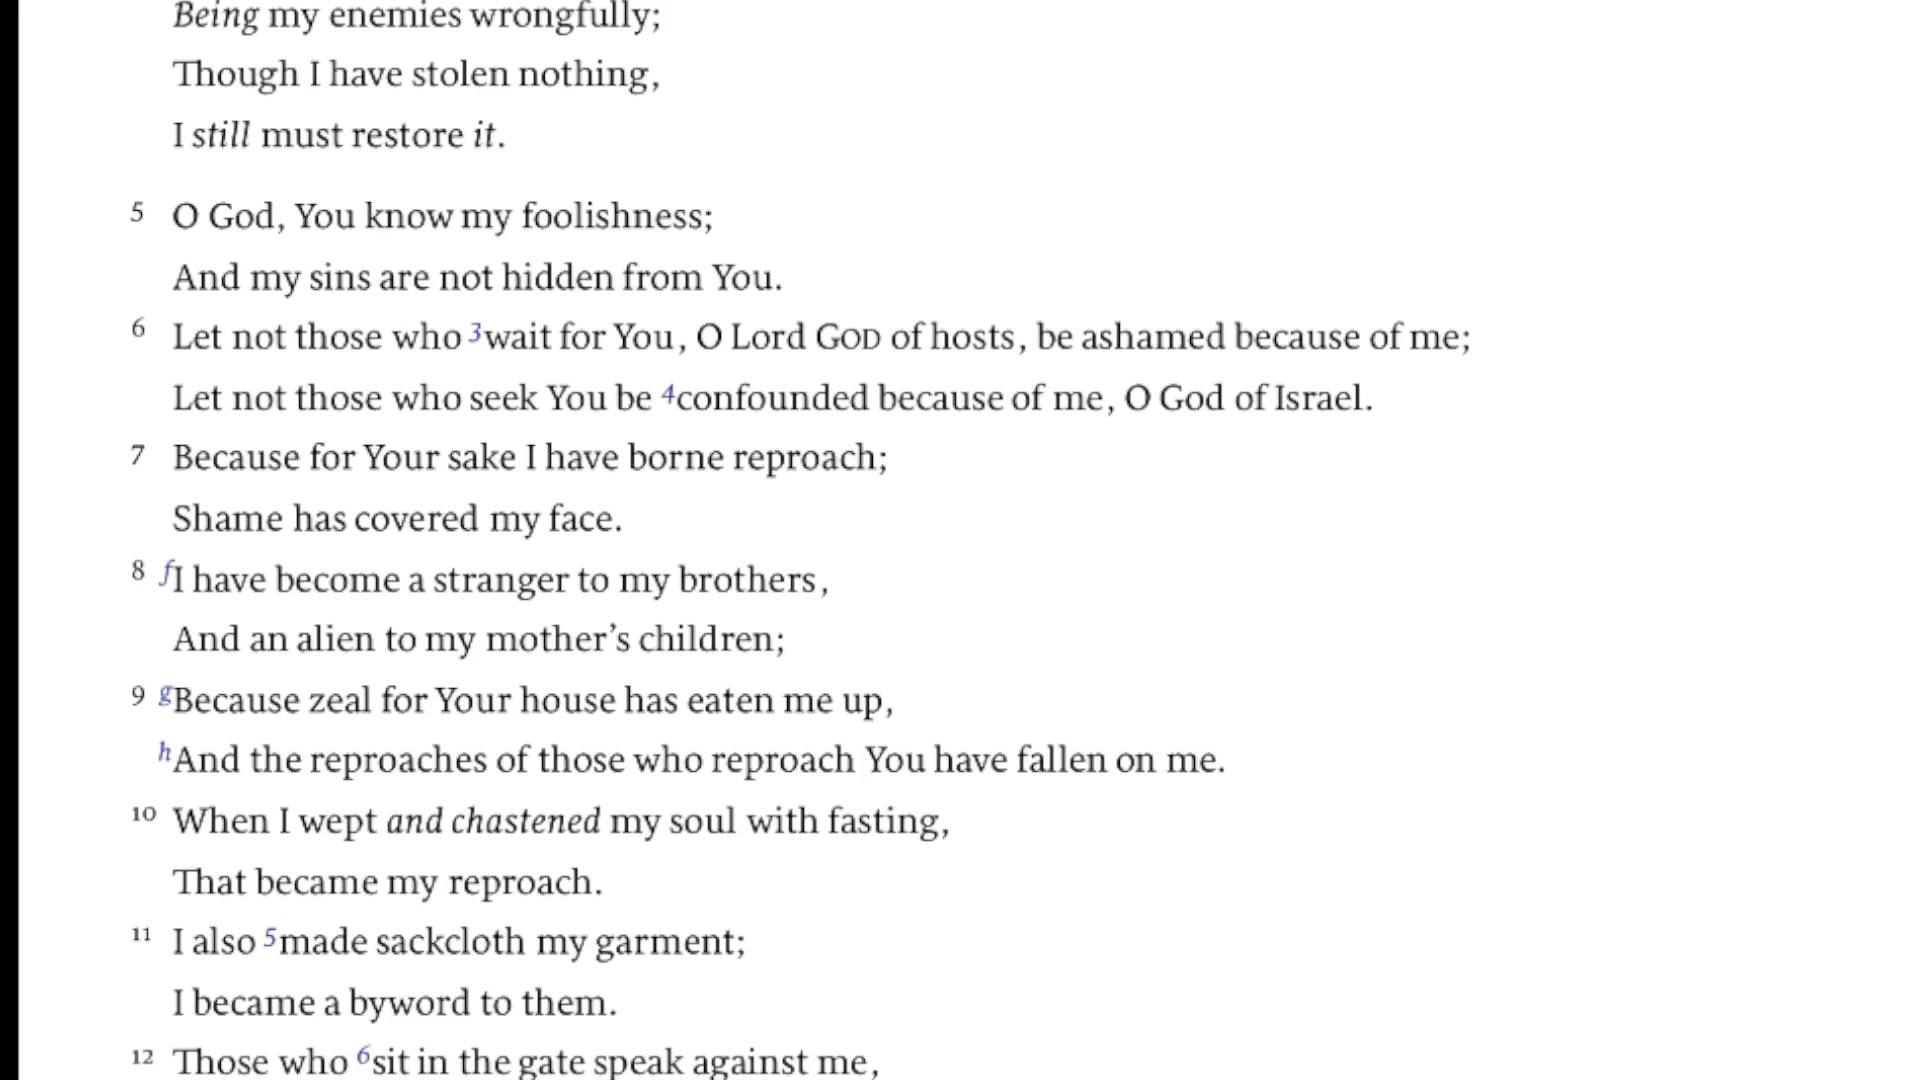 Being my enemies wrongfully;
Though I have stolen nothing,
I still must restore it.
5 O God, You know my foolishness;
And my sins are not hidden from You.
6 Let not those who 3wait for You, O Lord GOD of hosts, be ashamed because of me;
Let not those who seek You be 4confounded because of me, O God of Israel.
7 Because for Your sake I have borne reproach;
Shame has covered my face.
8 fI have become a stranger to my brothers,
And an alien to my mother’s children;
9 gBecause zeal for Your house has eaten me up,
hAnd the reproaches of those who reproach You have fallen on me.
10 When I wept and chastened my soul with fasting,
That became my reproach.
11 I also 5made sackcloth my garment;
I became a byword to them.
12 Those who 6sit in the gate speak against me,